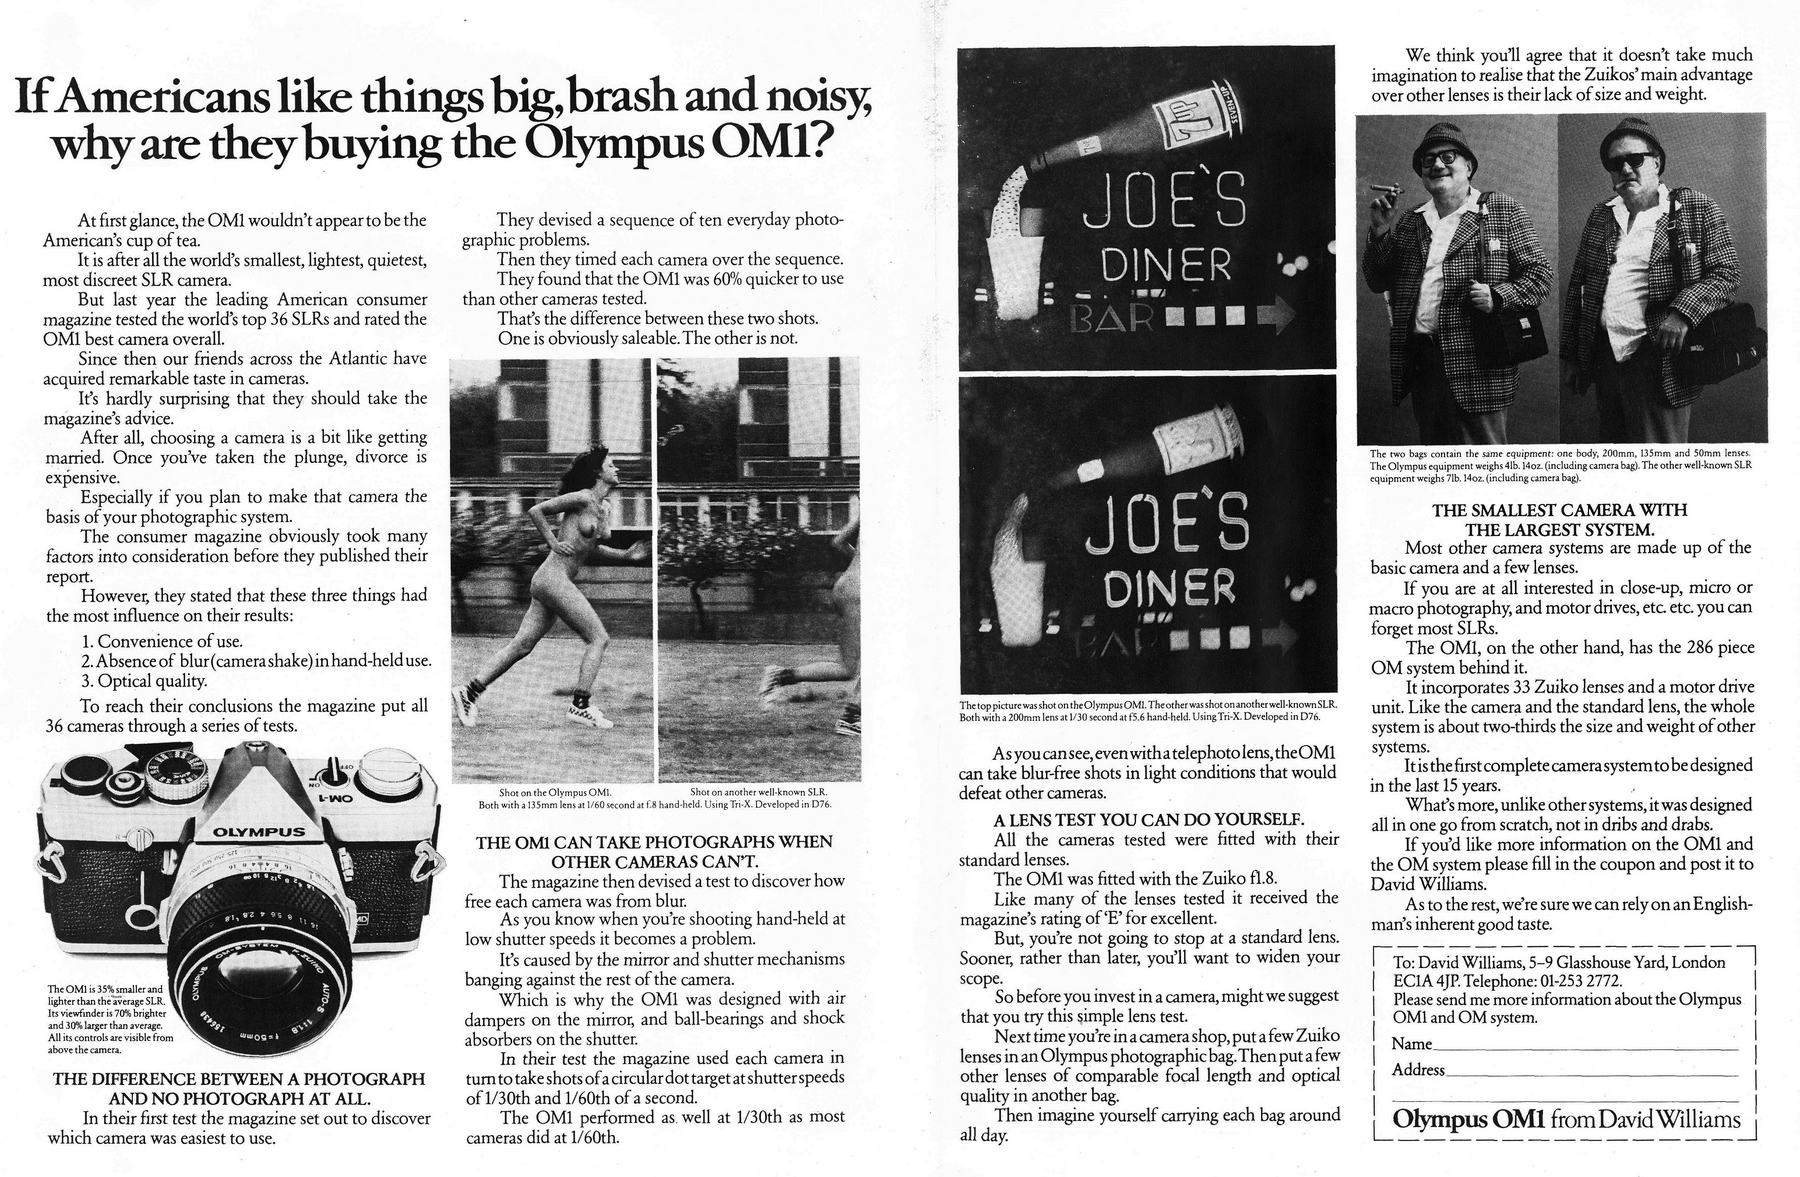 If Americans like things big, brash and noisy,
why are they buying the Olympus OM1?
At first glance, the OM1 wouldn't appear to be the
American's cup of tea.
It is after all the world's smallest, lightest, quietest,
most discreet SLR camera.
But last year the leading American consumer
magazine tested the world's top 36 SLRs and rated the
OM1 best camera overall.
Since then our friends across the Atlantic have
acquired remarkable taste in cameras.
It's hardly surprising that they should take the
magazine's advice.
After all, choosing a camera is a bit like getting
married. Once you've taken the plunge, divorce is
expensive.
Especially if you plan to make that camera the
basis of your photographic system.
The consumer magazine obviously took many
factors into consideration before they published their
report.
However, they stated that these three things had
the most influence on their results:
1. Convenience of use.
2. Absence of blur (camera shake) in hand-held use.
3. Optical quality.
To reach their conclusions the magazine put all
36 cameras through a series of tests.
OFF
ON
OM-1
OLYMPUS
MD
OLYMPUS OM-SYSTEM G.ZUIKO AUTO-S 1:1.8 f=50mm
The OM1 is 35% smaller and
lighter than the average SLR.
Its viewfinder is 70% brighter
and 30% larger than average.
All its controls are visible from
above the camera.
THE DIFFERENCE BETWEEN A PHOTOGRAPH
AND NO PHOTOGRAPH AT ALL.
In their first test the magazine set out to discover
which camera was easiest to use.
They devised a sequence of ten everyday photo-
graphic problems.
Then they timed each camera over the sequence.
They found that the OM1 was 60% quicker to use
than other cameras tested.
That's the difference between these two shots.
One is obviously saleable. The other is not.
Shot on the Olympus OM1. Shot on another well-known SLR.
Both with a 135mm lens at 1/60 second at f.8 hand-held. Using Tri-X. Developed in D76.
THE OM1 CAN TAKE PHOTOGRAPHS WHEN
OTHER CAMERAS CAN'T.
The magazine then devised a test to discover how
free each camera was from blur.
As you know when you're shooting hand-held at
low shutter speeds it becomes a problem.
It's caused by the mirror and shutter mechanisms
banging against the rest of the camera.
Which is why the OM1 was designed with air
dampers on the mirror, and ball-bearings and shock
absorbers on the shutter.
In their test the magazine used each camera in
turn to take shots of a circular dot target at shutter speeds
of 1/30th and 1/60th of a second.
The OM1 performed as well at 1/30th as most
cameras did at 1/60th.
7up
SEVEN-UP
JOE'S
DINER
BAR
JOE'S
DINER
BAR
The top picture was shot on the Olympus OM1. The other was shot on another well-known SLR.
Both with a 200mm lens at 1/30 second at f5.6 hand-held. Using Tri-X. Developed in D76.
As you can see, even with a telephoto lens, the OM1
can take blur-free shots in light conditions that would
defeat other cameras.
A LENS TEST YOU CAN DO YOURSELF.
All the cameras tested were fitted with their
standard lenses.
The OM1 was fitted with the Zuiko f1.8.
Like many of the lenses tested it received the
magazine's rating of 'E' for excellent.
But, you're not going to stop at a standard lens.
Sooner, rather than later, you'll want to widen your
scope.
So before you invest in a camera, might we suggest
that you try this simple lens test.
Next time you're in a camera shop, put a few Zuiko
lenses in an Olympus photographic bag. Then put a few
other lenses of comparable focal length and optical
quality in another bag.
Then imagine yourself carrying each bag around
all day.
We think you'll agree that it doesn't take much
imagination to realise that the Zuikos' main advantage
over other lenses is their lack of size and weight.
The two bags contain the same equipment: one body, 200mm, 135mm and 50mm lenses.
The Olympus equipment weighs 4lb. 14oz. (including camera bag). The other well-known SLR
equipment weighs 7lb. 14oz. (including camera bag).
THE SMALLEST CAMERA WITH
THE LARGEST SYSTEM.
Most other camera systems are made up of the
basic camera and a few lenses.
If you are at all interested in close-up, micro or
macro photography, and motor drives, etc. etc. you can
forget most SLRs.
The OM1, on the other hand, has the 286 piece
OM system behind it.
It incorporates 33 Zuiko lenses and a motor drive
unit. Like the camera and the standard lens, the whole
system is about two-thirds the size and weight of other
systems.
It is the first complete camera system to be designed
in the last 15 years.
What's more, unlike other systems, it was designed
all in one go from scratch, not in dribs and drabs.
If you'd like more information on the OM1 and
the OM system please fill in the coupon and post it to
David Williams.
As to the rest, we're sure we can rely on an English-
man's inherent good taste.
To: David Williams, 5–9 Glasshouse Yard, London
EC1A 4JP. Telephone: 01-253 2772.
Please send me more information about the Olympus
OM1 and OM system.
Name
Address
Olympus OM1 from David Williams